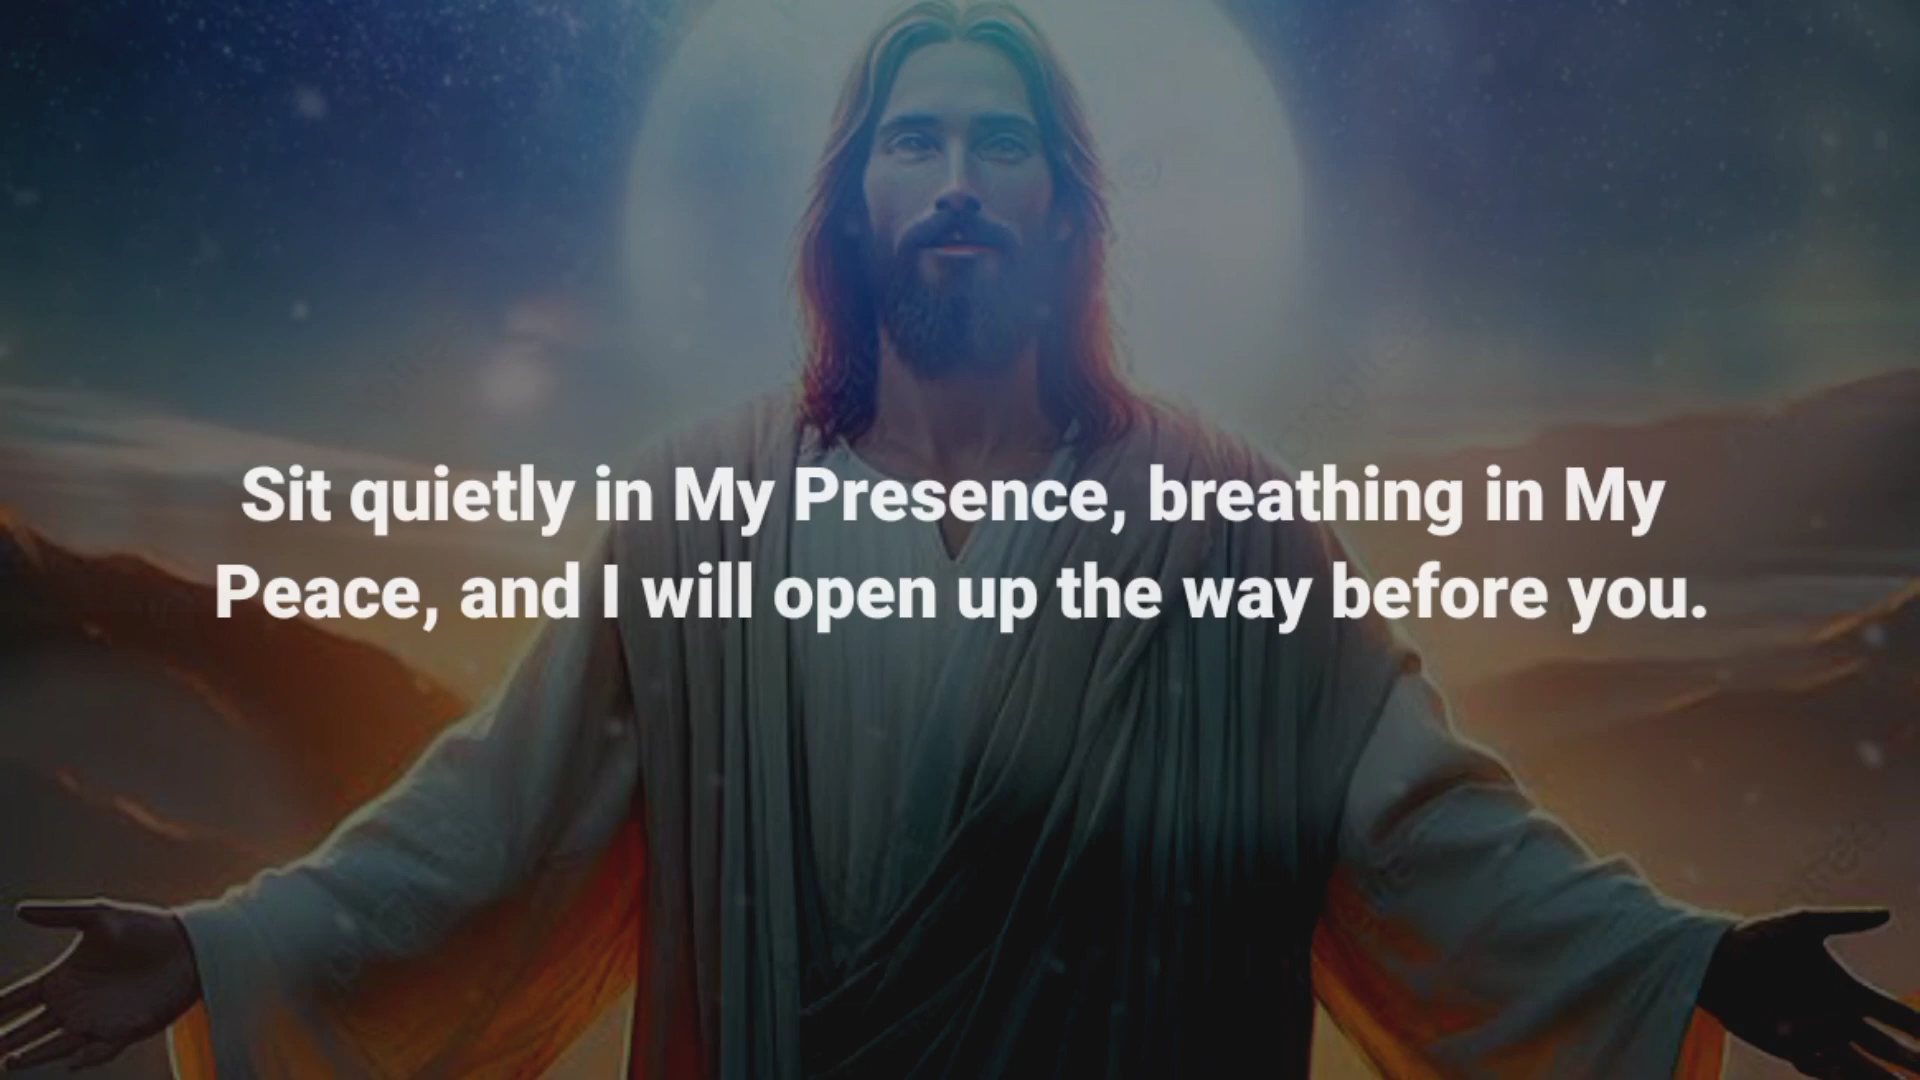 Sit quietly in My Presence, breathing in My
Peace, and I will open up the way before you.